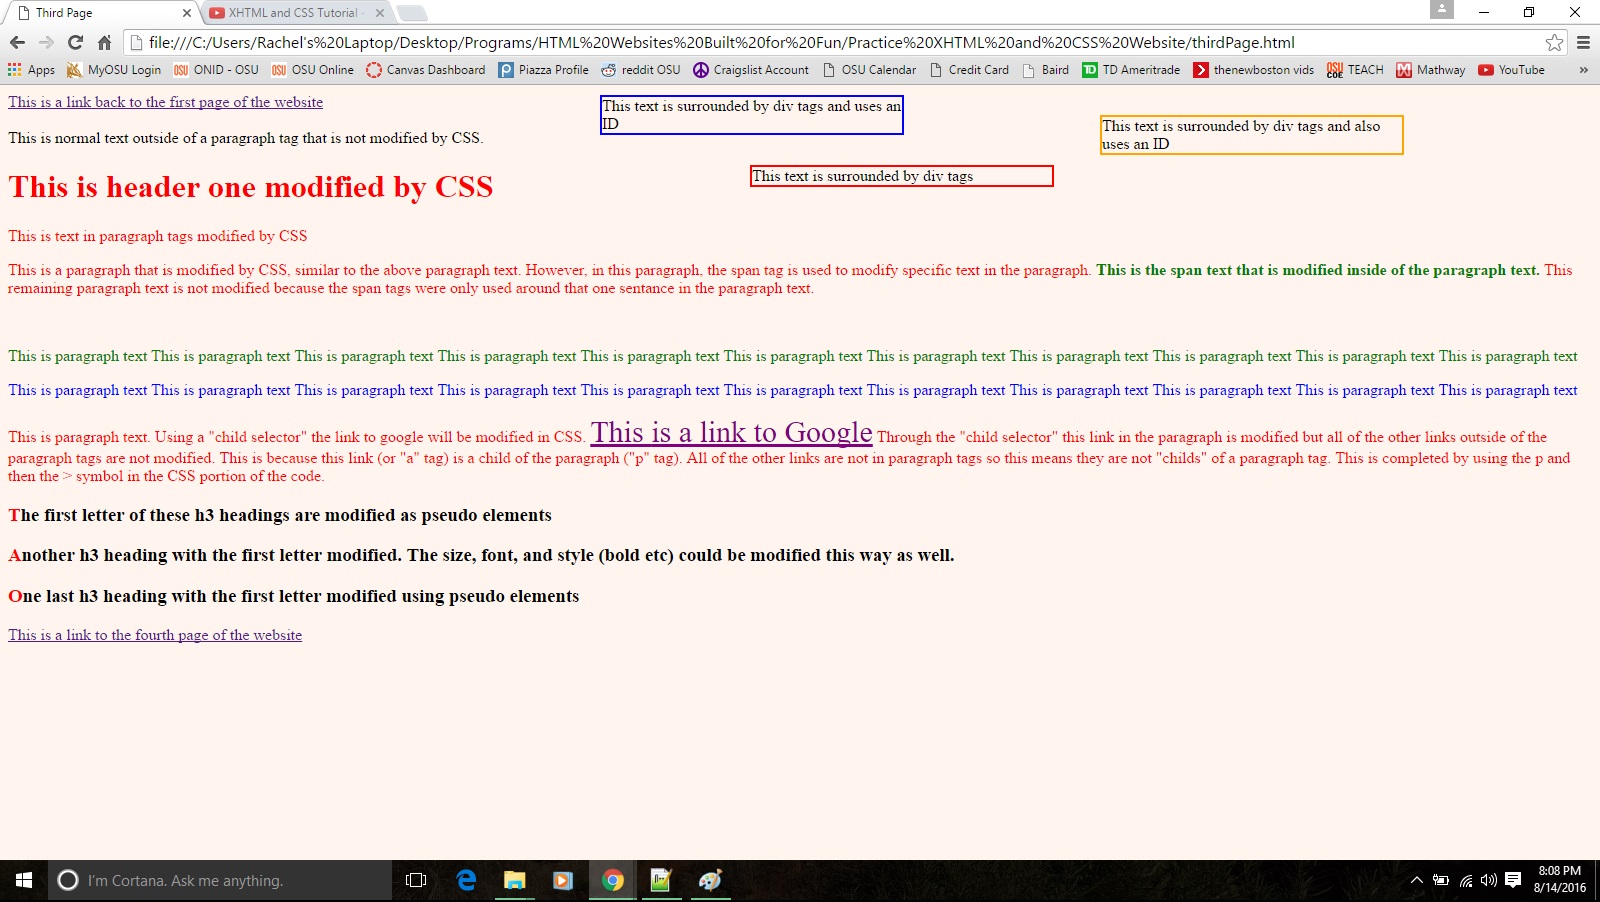 Third Page
XHTML and CSS Tutorial -
file:///C:/Users/Rachel's%20Laptop/Desktop/Programs/HTML%20Websites%20Built%20for%20Fun/Practice%20XHTML%20and%20CSS%20Website/thirdPage.html
Apps MyOSU Login OSU ONID - OSU OSU OSU Online Canvas Dashboard Piazza Profile reddit OSU Craigslist Account OSU Calendar Credit Card Baird TD TD Ameritrade thenewboston vids OSU COE TEACH Mathway YouTube »
This is a link back to the first page of the website
This text is surrounded by div tags and uses an
ID
This text is surrounded by div tags and also
uses an ID
This is normal text outside of a paragraph tag that is not modified by CSS.
This text is surrounded by div tags
This is header one modified by CSS
This is text in paragraph tags modified by CSS
This is a paragraph that is modified by CSS, similar to the above paragraph text. However, in this paragraph, the span tag is used to modify specific text in the paragraph. This is the span text that is modified inside of the paragraph text. This
remaining paragraph text is not modified because the span tags were only used around that one sentance in the paragraph text.
This is paragraph text This is paragraph text This is paragraph text This is paragraph text This is paragraph text This is paragraph text This is paragraph text This is paragraph text This is paragraph text This is paragraph text This is paragraph text
This is paragraph text This is paragraph text This is paragraph text This is paragraph text This is paragraph text This is paragraph text This is paragraph text This is paragraph text This is paragraph text This is paragraph text This is paragraph text
This is paragraph text. Using a "child selector" the link to google will be modified in CSS. This is a link to Google Through the "child selector" this link in the paragraph is modified but all of the other links outside of the
paragraph tags are not modified. This is because this link (or "a" tag) is a child of the paragraph ("p" tag). All of the other links are not in paragraph tags so this means they are not "childs" of a paragraph tag. This is completed by using the p and
then the > symbol in the CSS portion of the code.
The first letter of these h3 headings are modified as pseudo elements
Another h3 heading with the first letter modified. The size, font, and style (bold etc) could be modified this way as well.
One last h3 heading with the first letter modified using pseudo elements
This is a link to the fourth page of the website
I'm Cortana. Ask me anything.
8:08 PM
8/14/2016